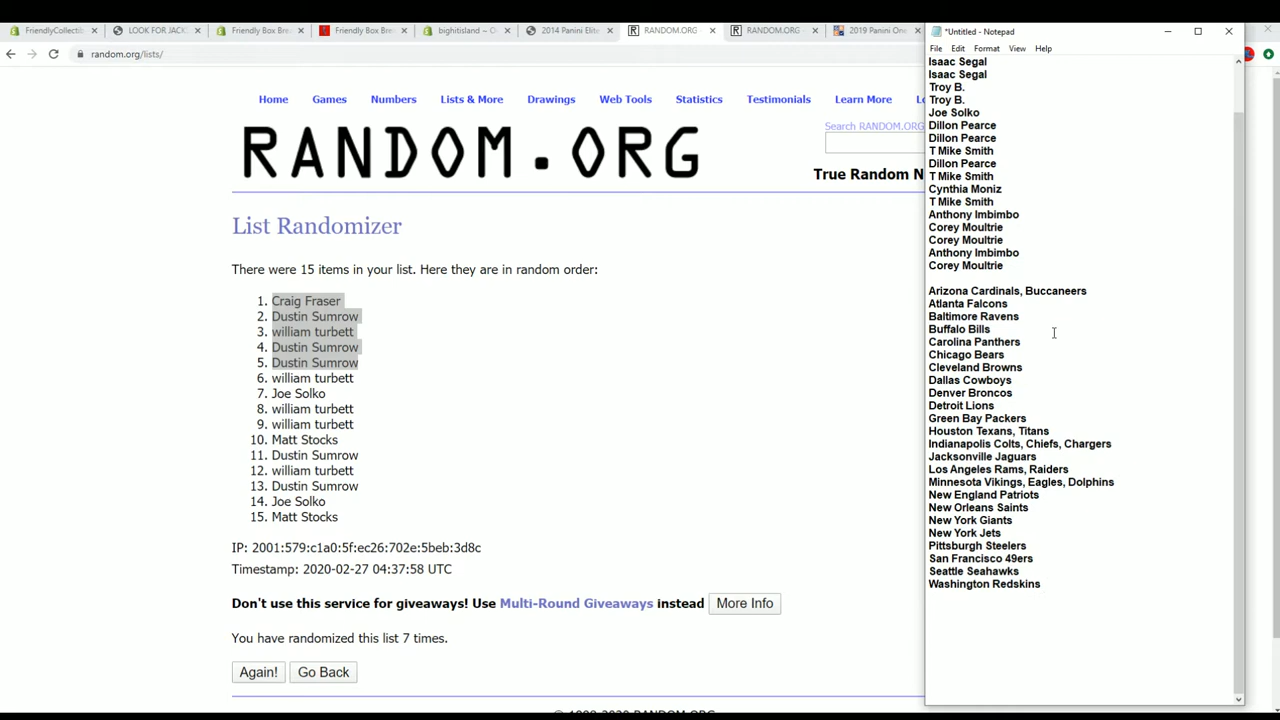 FriendlyCollectib
LOOK FOR JACK
Friendly Box Break
Friendly Box Brea
bighitisland – O
2014 Panini Elite
RANDOM.ORG
RANDOM.ORG
2019 Panini One
random.org/lists/
Home
Games
Numbers
Lists & More
Drawings
Web Tools
Statistics
Testimonials
Learn More
RANDOM.ORG
Search RANDOM.ORG
True Random N
List Randomizer
There were 15 items in your list. Here they are in random order:
1. Craig Fraser
2. Dustin Sumrow
3. william turbett
4. Dustin Sumrow
5. Dustin Sumrow
6. william turbett
7. Joe Solko
8. william turbett
9. william turbett
10. Matt Stocks
11. Dustin Sumrow
12. william turbett
13. Dustin Sumrow
14. Joe Solko
15. Matt Stocks
IP: 2001:579:c1a0:5f:ec26:702e:5beb:3d8c
Timestamp: 2020-02-27 04:37:58 UTC
Don't use this service for giveaways! Use Multi-Round Giveaways instead
More Info
You have randomized this list 7 times.
Again!
Go Back
*Untitled - Notepad
File Edit Format View Help
Isaac Segal
Isaac Segal
Troy B.
Troy B.
Joe Solko
Dillon Pearce
Dillon Pearce
T Mike Smith
Dillon Pearce
T Mike Smith
Cynthia Moniz
T Mike Smith
Anthony Imbimbo
Corey Moultrie
Corey Moultrie
Anthony Imbimbo
Corey Moultrie
Arizona Cardinals, Buccaneers
Atlanta Falcons
Baltimore Ravens
Buffalo Bills
Carolina Panthers
Chicago Bears
Cleveland Browns
Dallas Cowboys
Denver Broncos
Detroit Lions
Green Bay Packers
Houston Texans, Titans
Indianapolis Colts, Chiefs, Chargers
Jacksonville Jaguars
Los Angeles Rams, Raiders
Minnesota Vikings, Eagles, Dolphins
New England Patriots
New Orleans Saints
New York Giants
New York Jets
Pittsburgh Steelers
San Francisco 49ers
Seattle Seahawks
Washington Redskins